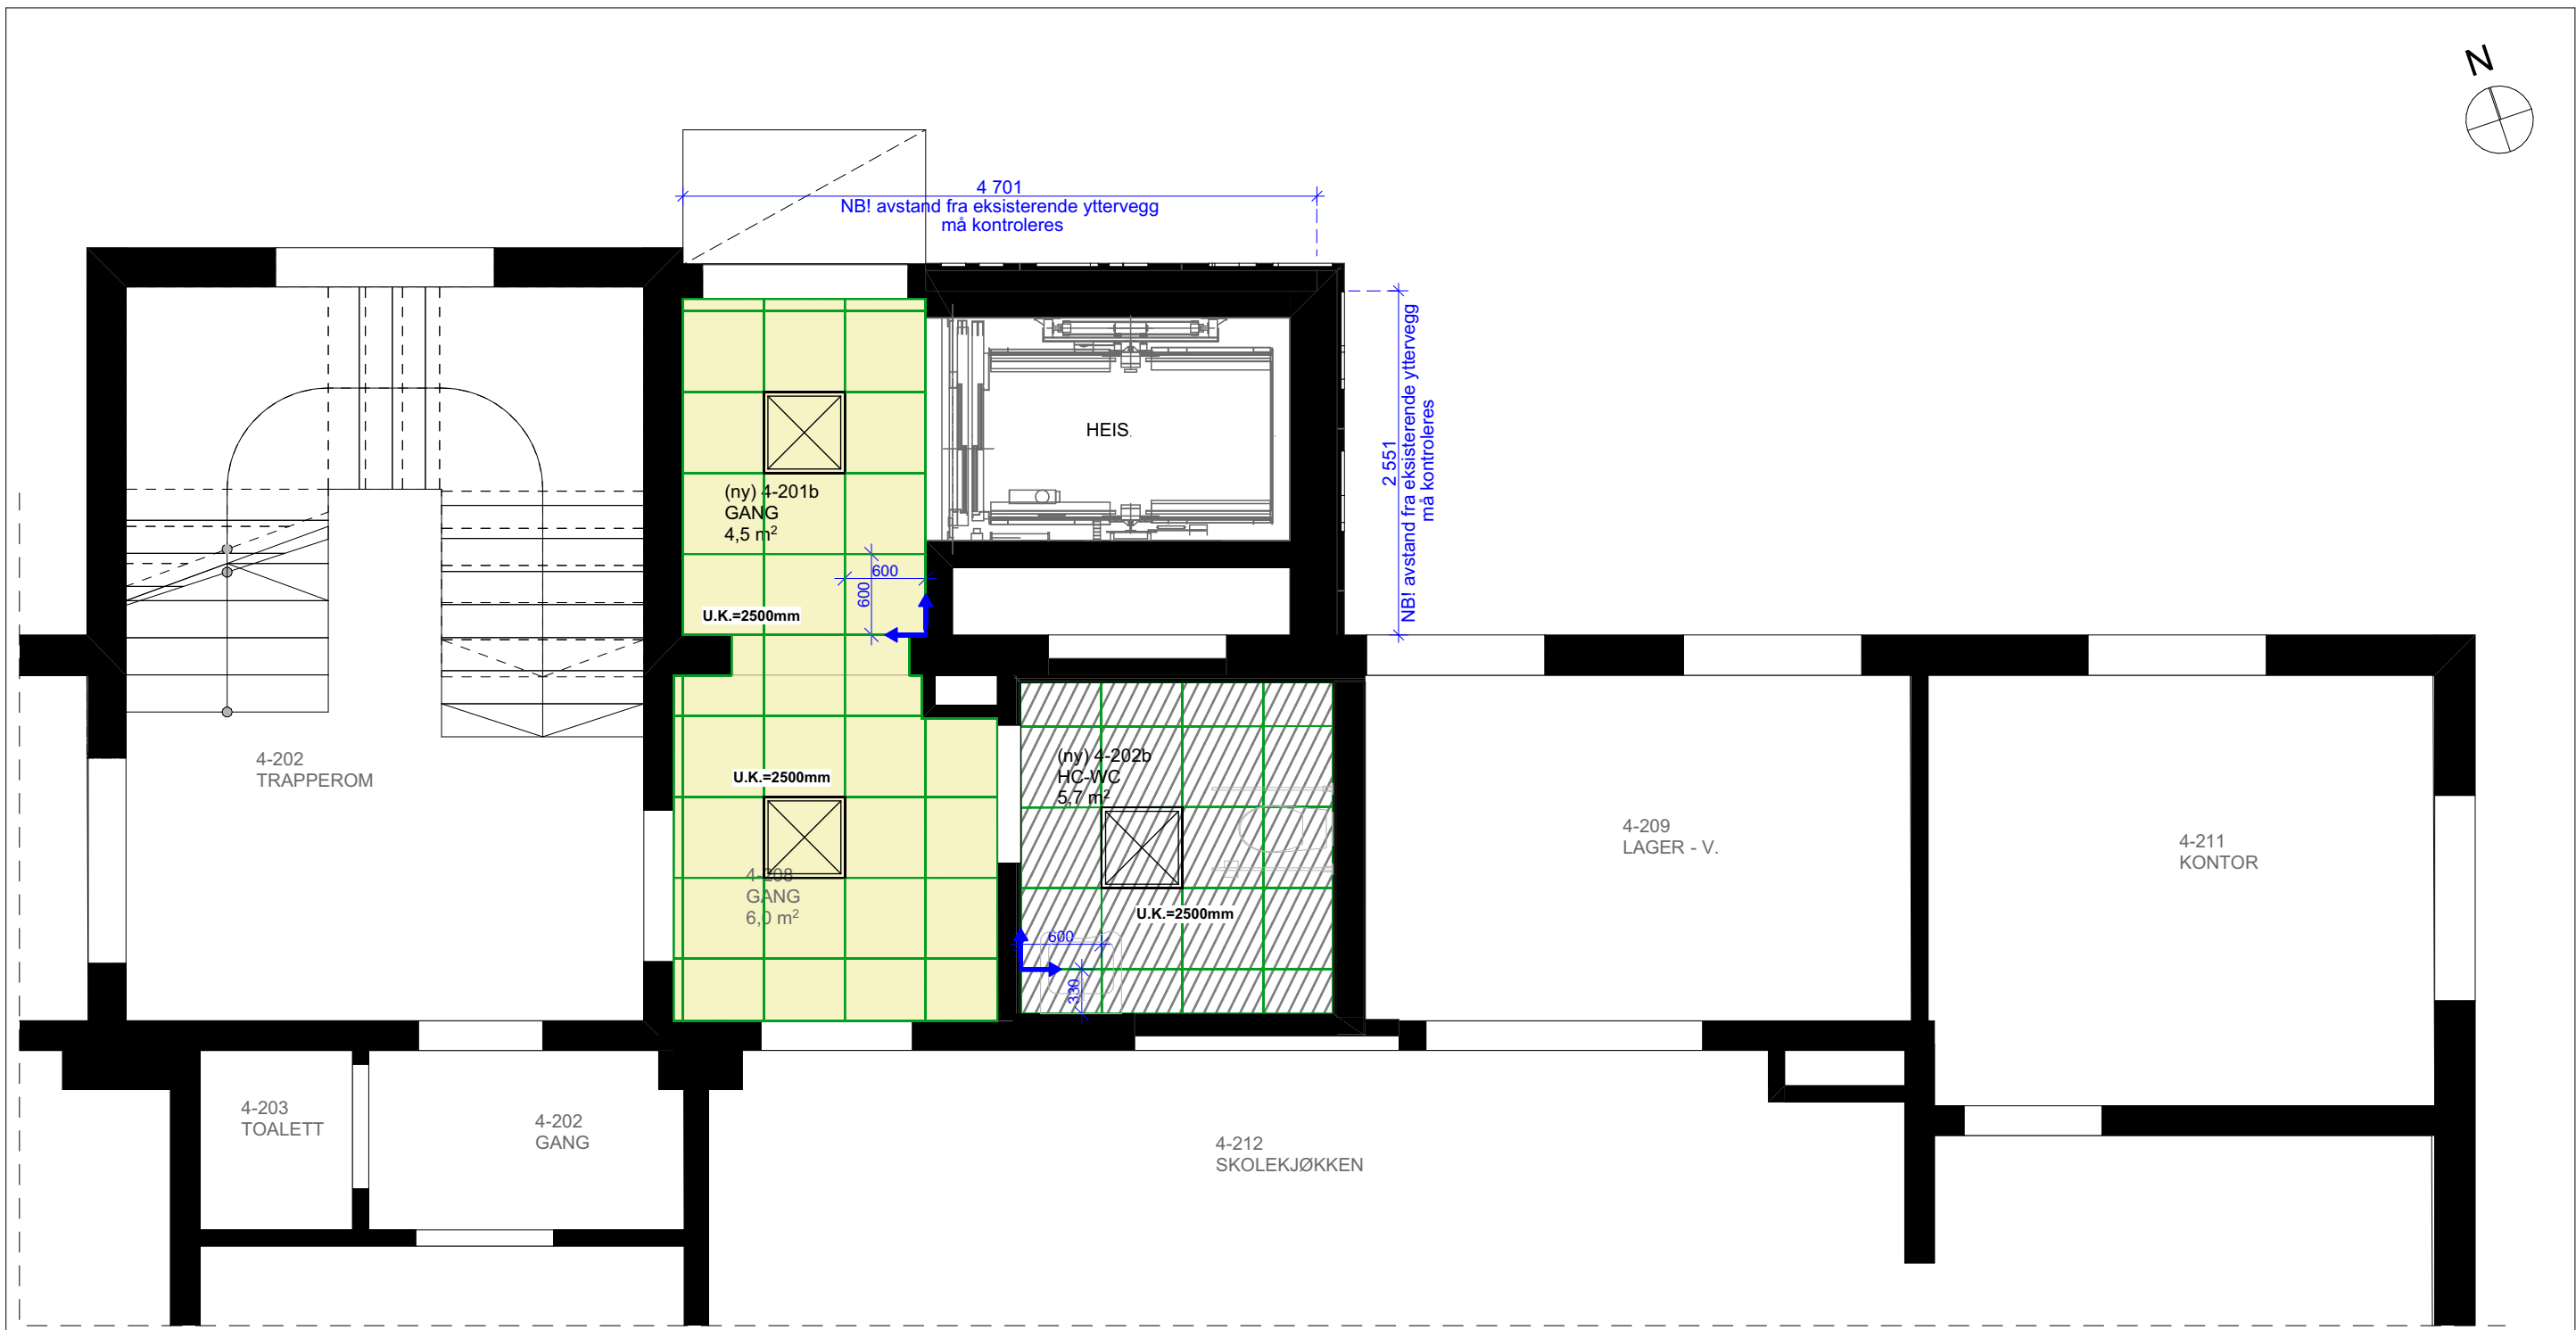 N
4 701
NB! avstand fra eksisterende yttervegg
må kontroleres
2 551
NB! avstand fra eksisterende yttervegg
må kontroleres
HEIS
(ny) 4-201b
GANG
4,5 m²
600
600
U.K.=2500mm
4-202
TRAPPEROM
U.K.=2500mm
4-208
GANG
6,0 m²
(ny) 4-202b
HC-WC
5,7 m²
U.K.=2500mm
600
330
4-209
LAGER - V.
4-211
KONTOR
4-203
TOALETT
4-202
GANG
4-212
SKOLEKJØKKEN